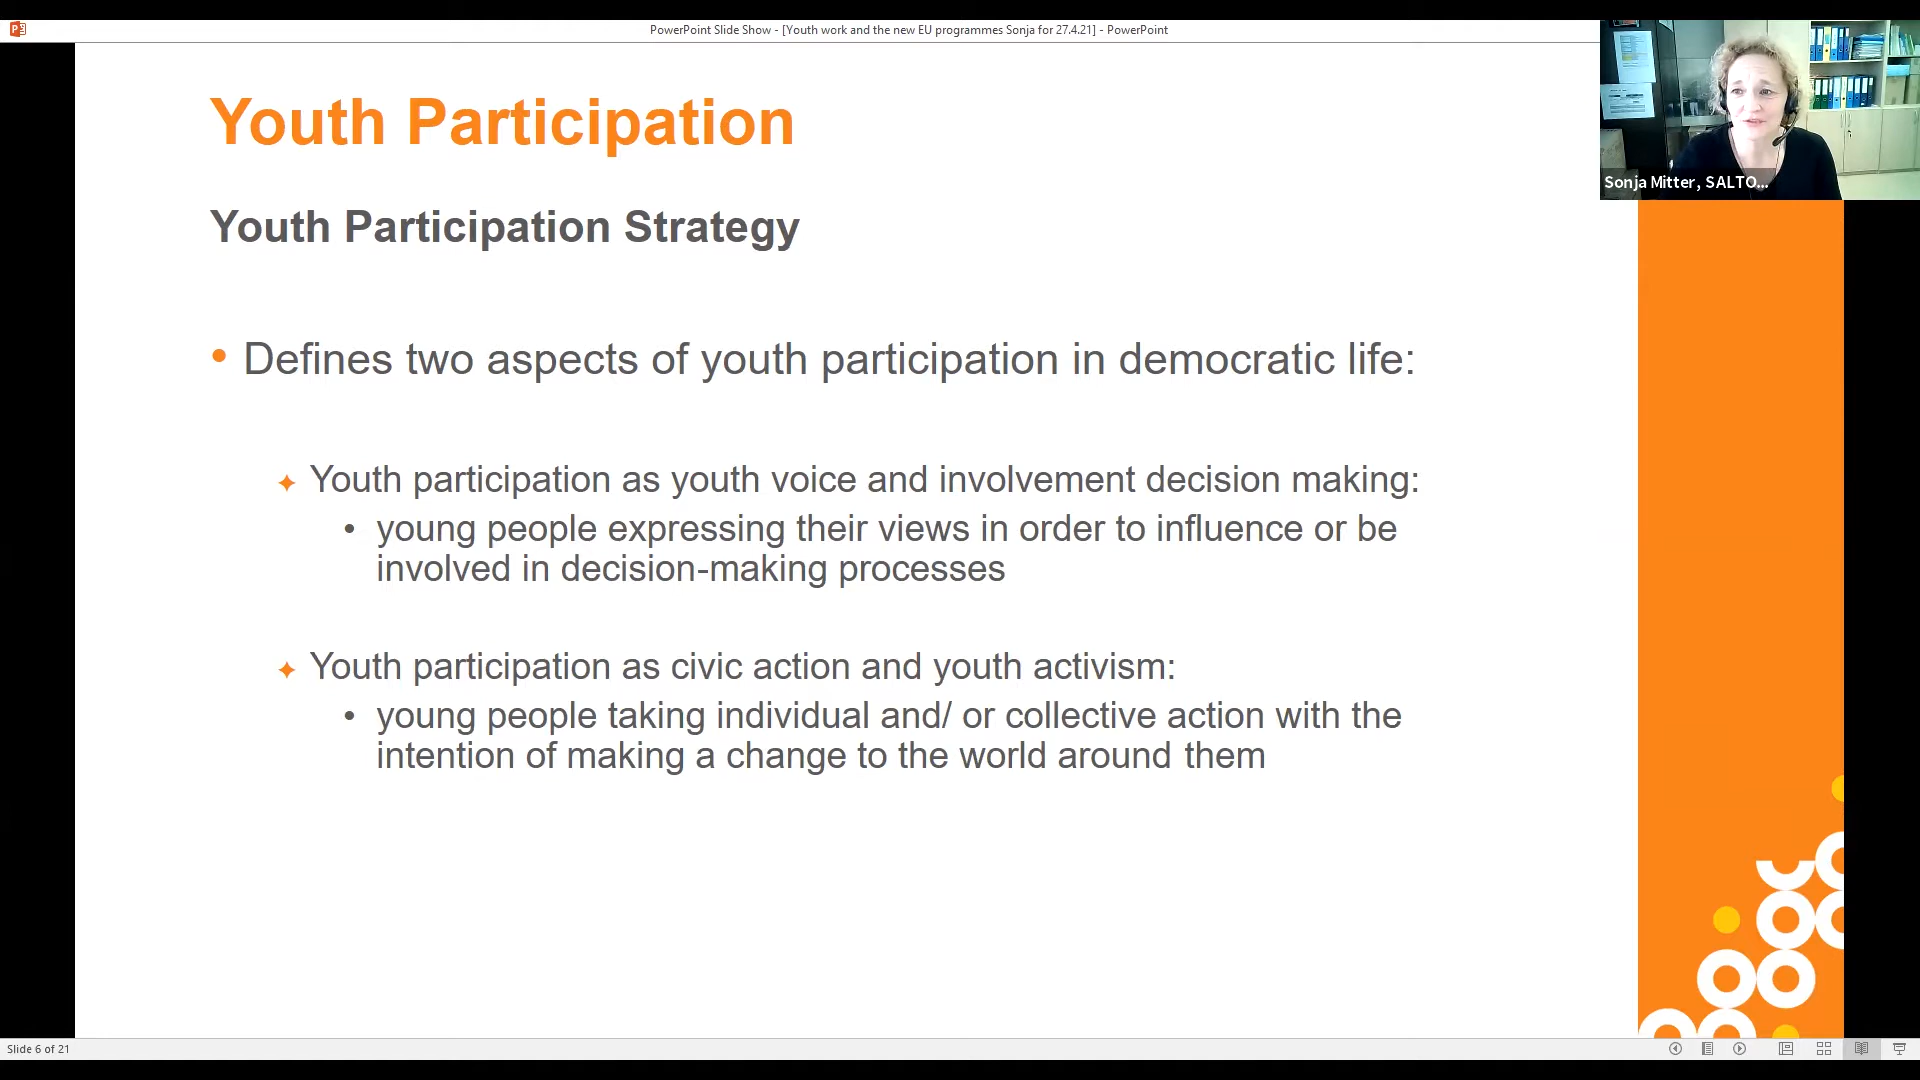 PowerPoint Slide Show - [Youth work and the new EU programmes Sonja for 27.4.21] - PowerPoint
Sonja Mitter, SALTO...
Youth Participation
Youth Participation Strategy
• Defines two aspects of youth participation in democratic life:
✦ Youth participation as youth voice and involvement decision making:
• young people expressing their views in order to influence or be
involved in decision-making processes
✦ Youth participation as civic action and youth activism:
• young people taking individual and/ or collective action with the
intention of making a change to the world around them
Slide 6 of 21